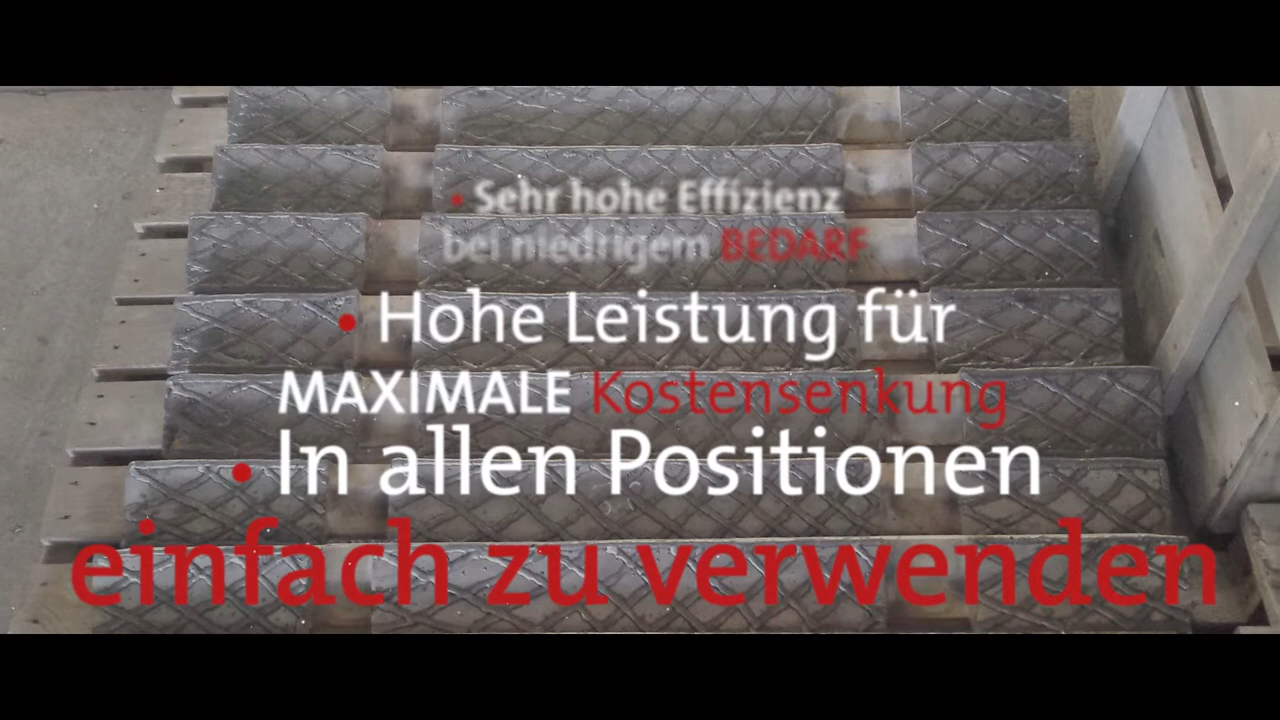 • Sehr hohe Effizienz
bei niedrigem BEDARF
• Hohe Leistung für
MAXIMALE Kostensenkung
• In allen Positionen
einfach zu verwenden